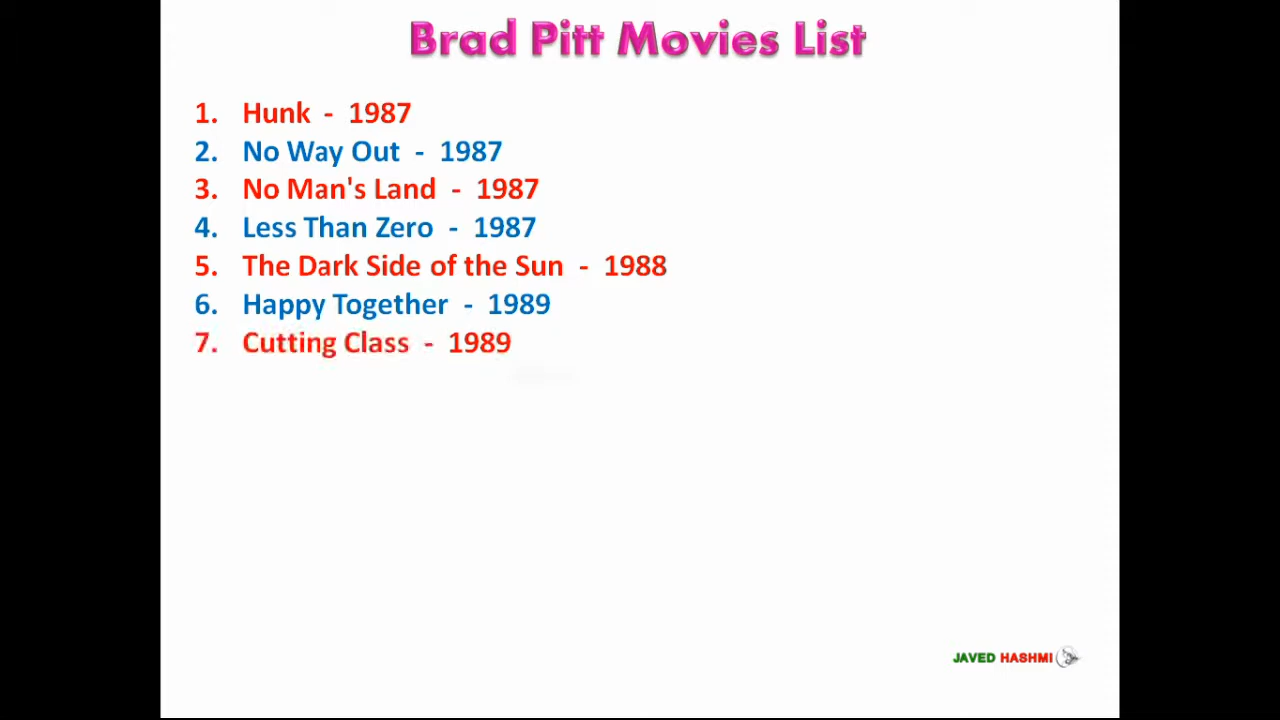 Brad Pitt Movies List
1. Hunk - 1987
2. No Way Out - 1987
3. No Man's Land - 1987
4. Less Than Zero - 1987
5. The Dark Side of the Sun - 1988
6. Happy Together - 1989
7. Cutting Class - 1989
JAVED HASHMI